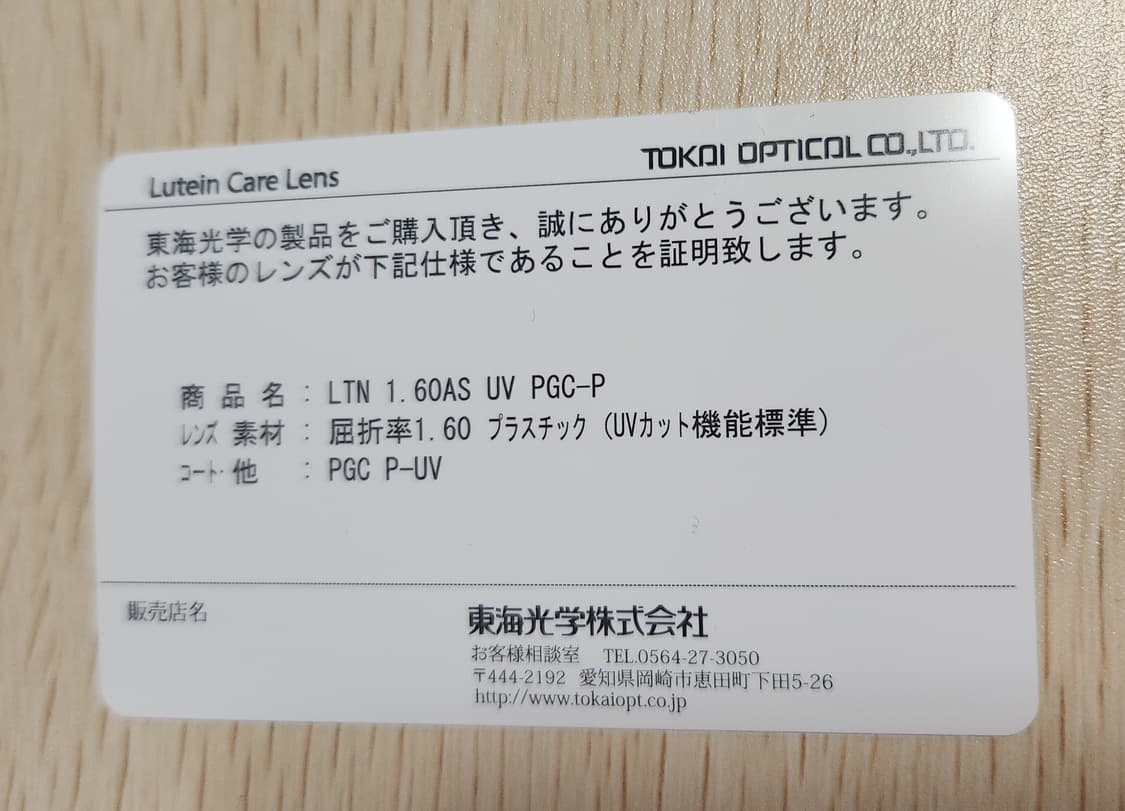 Lutein Care Lens
TOKAI OPTICAL CO.,LTD.
東海光学の製品をご購入頂き、誠にありがとうございます。
お客様のレンズが下記仕様であることを証明致します。
商 品 名 : LTN 1.60AS UV PGC-P
ﾚﾝｽﾞ 素材 : 屈折率1.60 プラスチック (UVカット機能標準)
ｺｰﾄ･他 : PGC P-UV
販売店名
東海光学株式会社
お客様相談室 TEL.0564-27-3050
〒444-2192 愛知県岡崎市恵田町下田5-26
http://www.tokaiopt.co.jp